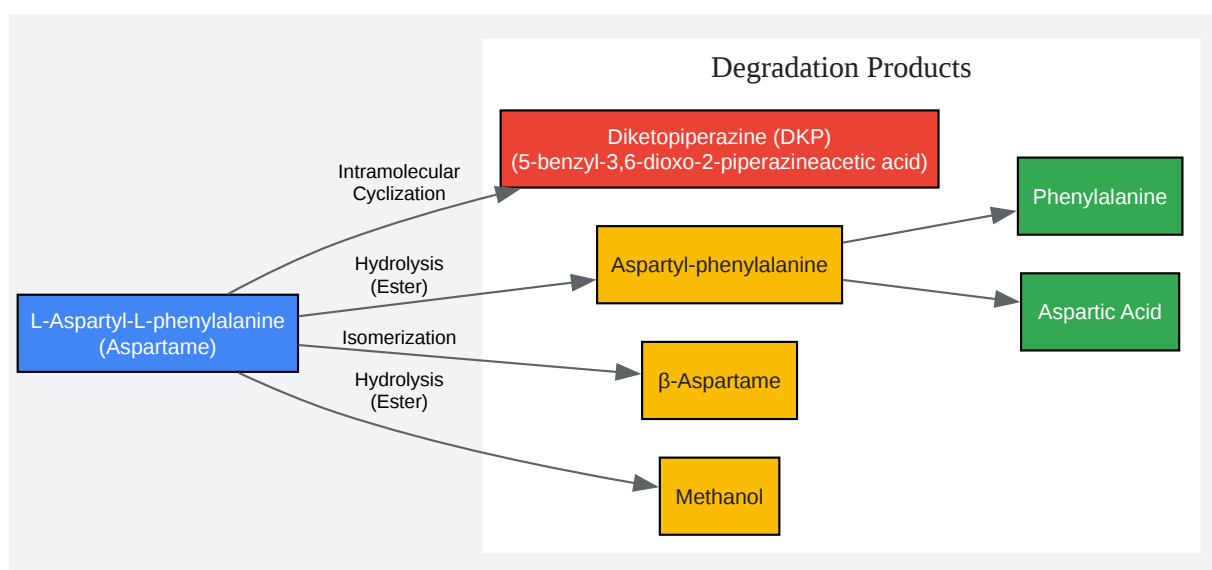 Degradation Products
Diketopiperazine (DKP)
(5-benzyl-3,6-dioxo-2-piperazineacetic acid)
Intramolecular
Cyclization
Phenylalanine
Hydrolysis
(Ester)
Aspartyl-phenylalanine
Aspartic Acid
L-Aspartyl-L-phenylalanine
(Aspartame)
Isomerization
β-Aspartame
Hydrolysis
(Ester)
Methanol